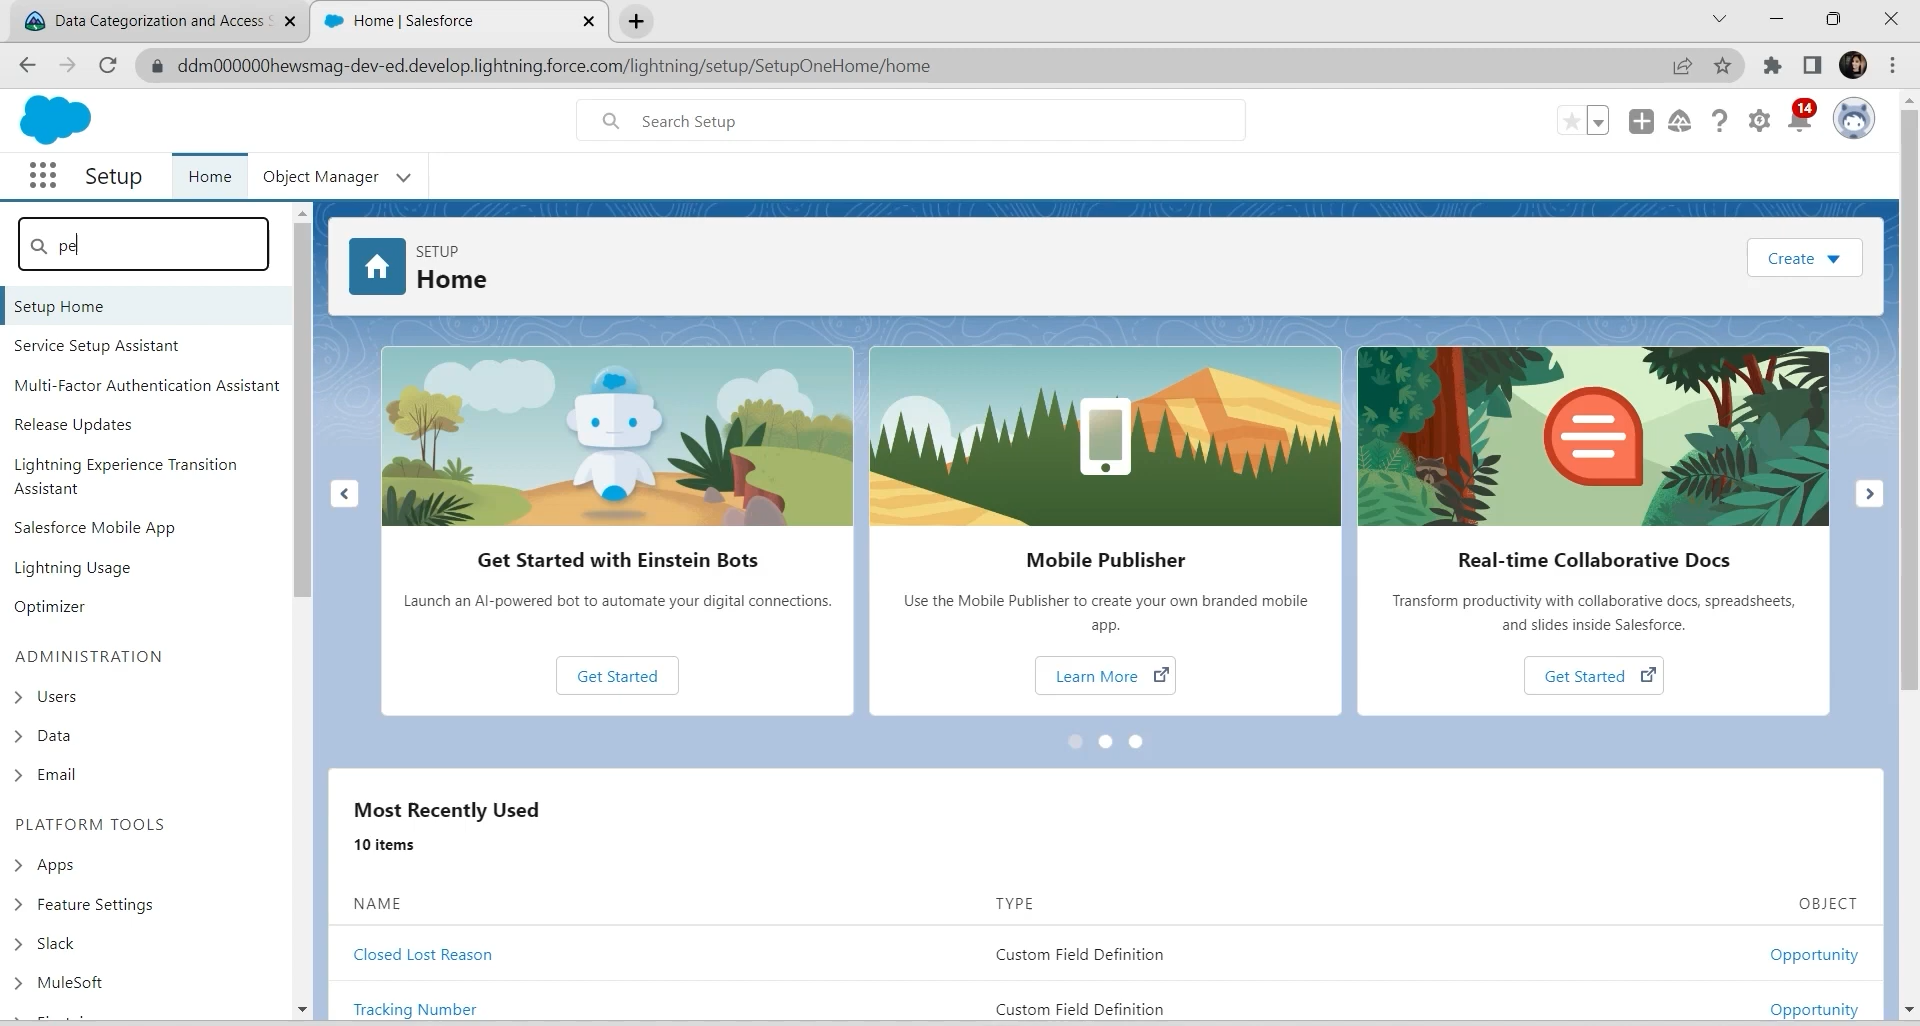 Data Categorization and Access S
Home | Salesforce
ddm000000hewsmag-dev-ed.develop.lightning.force.com/lightning/setup/SetupOneHome/home
Search Setup
14
Setup
Home
Object Manager
pe
Setup Home
Service Setup Assistant
Multi-Factor Authentication Assistant
Release Updates
Lightning Experience Transition
Assistant
Salesforce Mobile App
Lightning Usage
Optimizer
ADMINISTRATION
Users
Data
Email
PLATFORM TOOLS
Apps
Feature Settings
Slack
MuleSoft
SETUP
Home
Create
Get Started with Einstein Bots
Launch an AI-powered bot to automate your digital connections.
Get Started
Mobile Publisher
Use the Mobile Publisher to create your own branded mobile
app.
Learn More
Real-time Collaborative Docs
Transform productivity with collaborative docs, spreadsheets,
and slides inside Salesforce.
Get Started
Most Recently Used
10 items
NAME TYPE OBJECT
Closed Lost Reason Custom Field Definition Opportunity
Tracking Number Custom Field Definition Opportunity